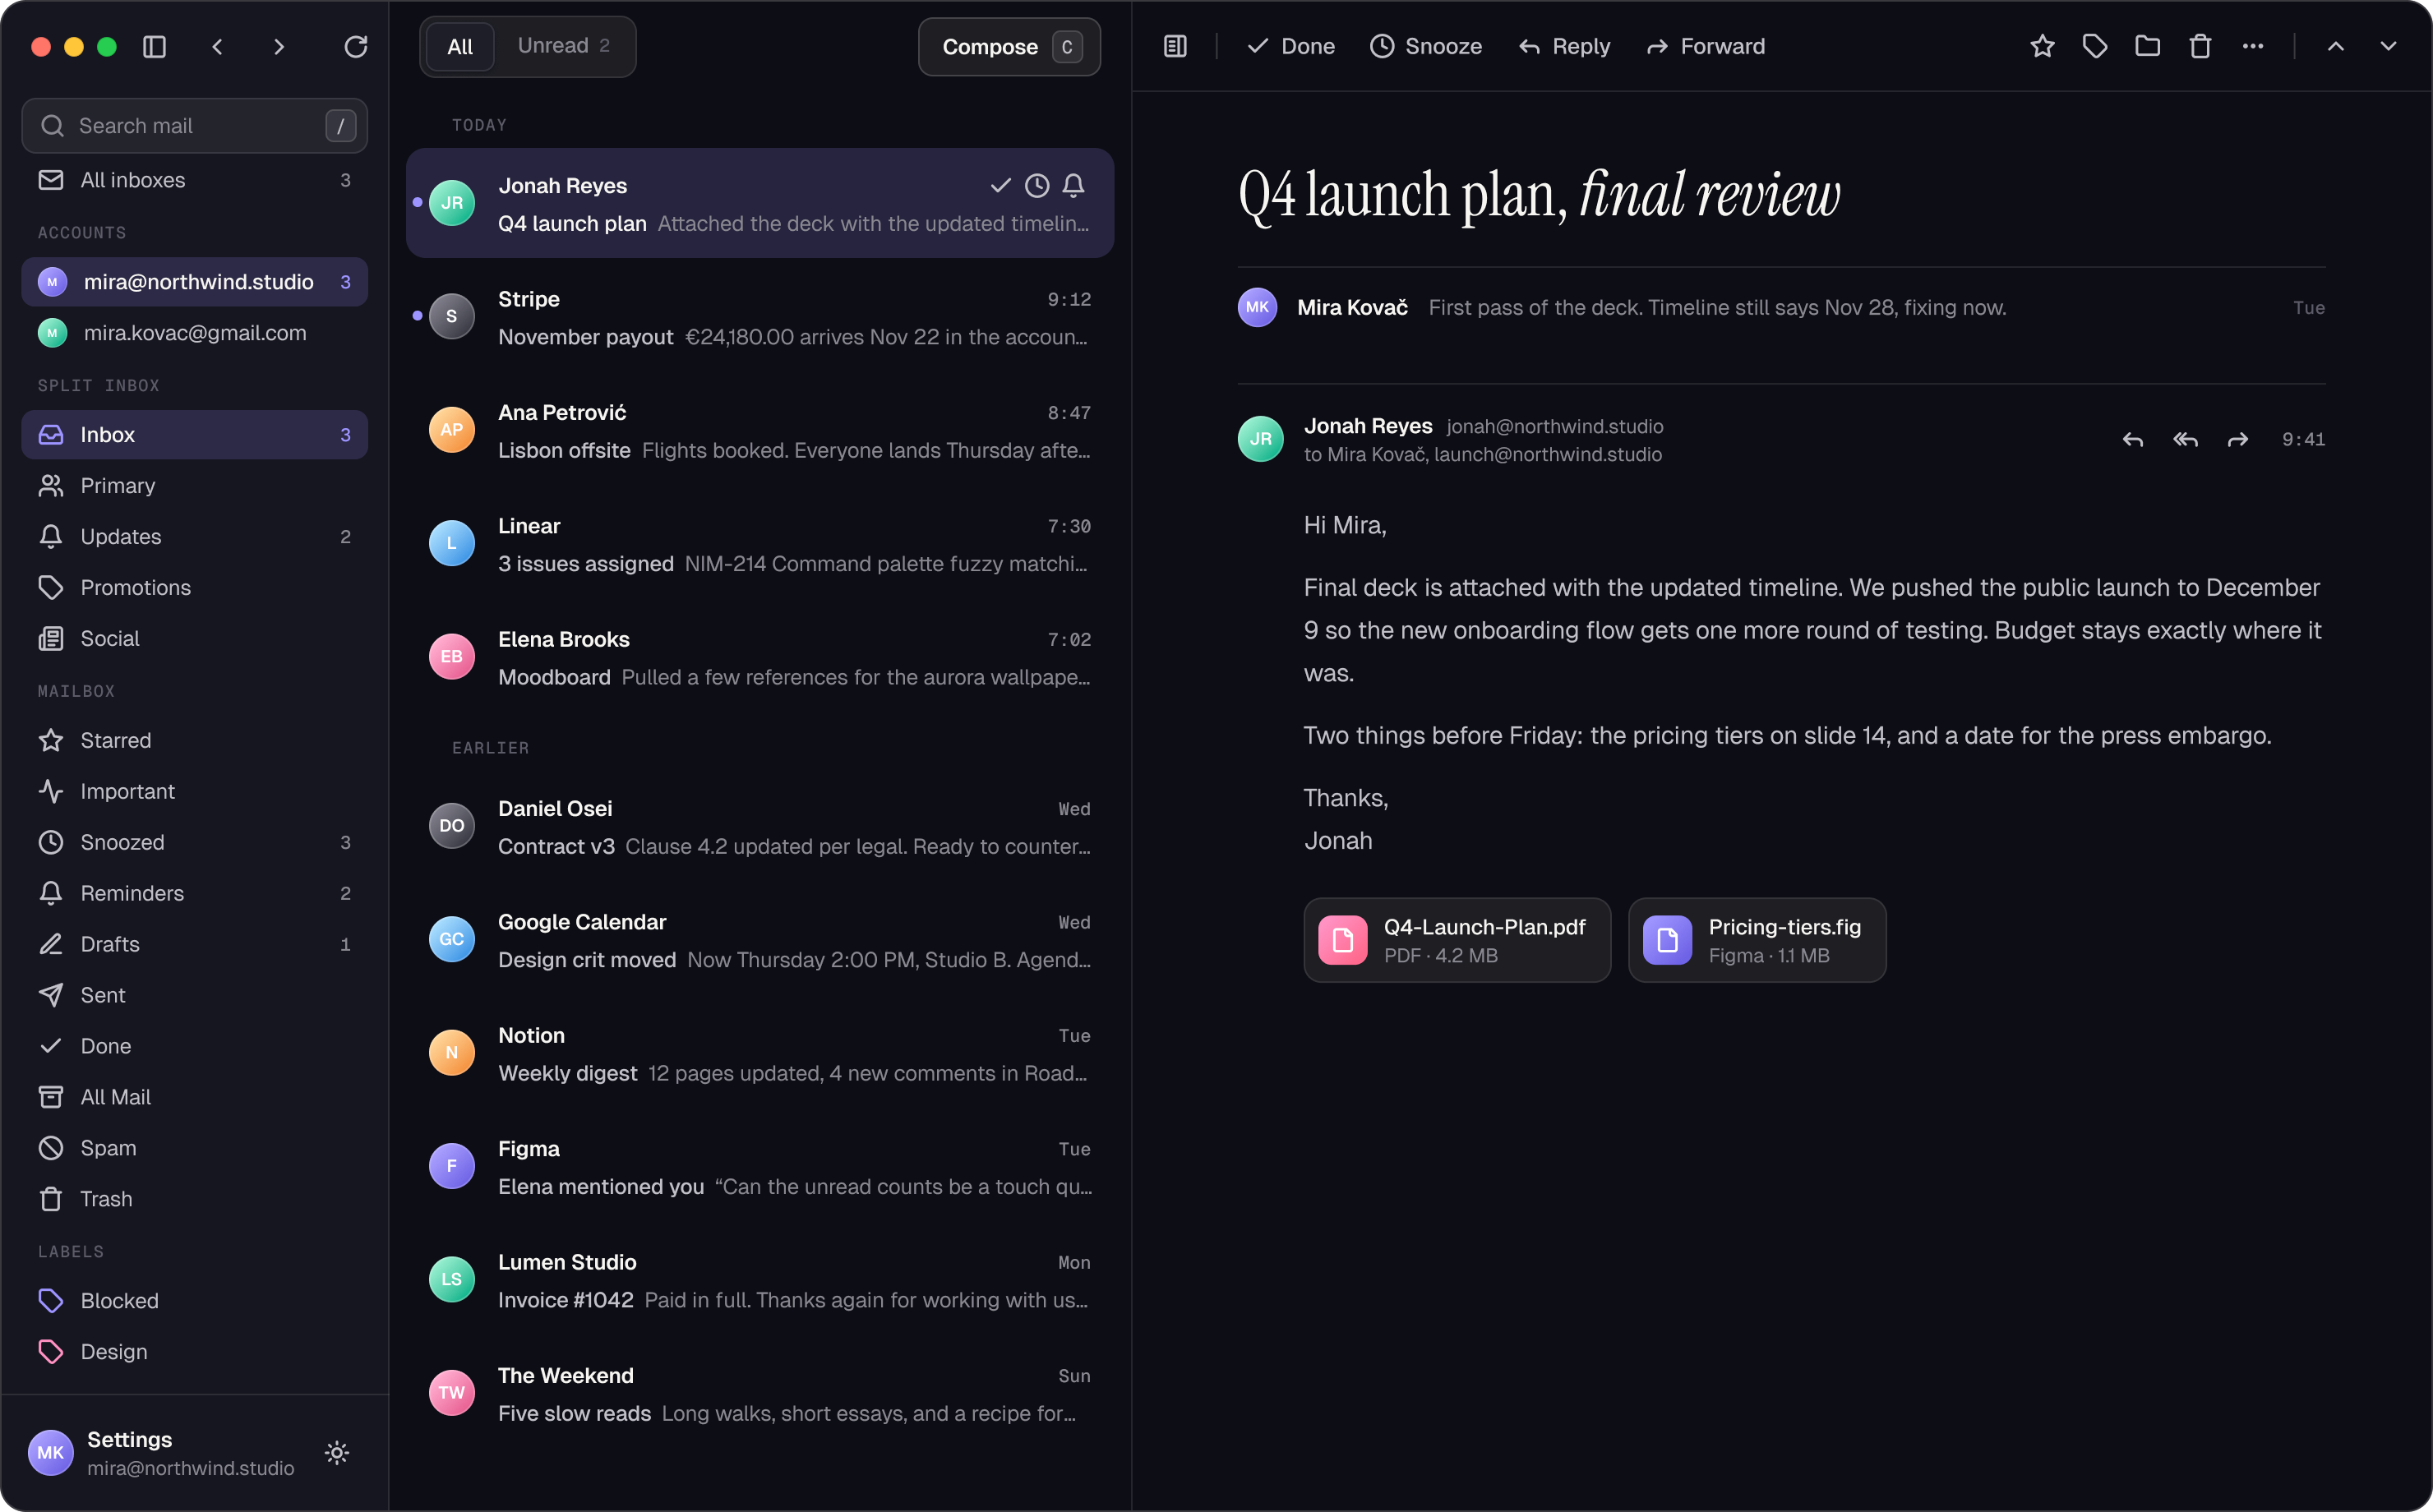 Search mail /
All inboxes 3
ACCOUNTS
M mira@northwind.studio 3
M mira.kovac@gmail.com
SPLIT INBOX
Inbox 3
Primary
Updates 2
Promotions
Social
MAILBOX
Starred
Important
Snoozed 3
Reminders 2
Drafts 1
Sent
Done
All Mail
Spam
Trash
LABELS
Blocked
Design
MK Settings
mira@northwind.studio
All Unread 2 Compose C
TODAY
JR Jonah Reyes
Q4 launch plan Attached the deck with the updated timelin...
S Stripe 9:12
November payout €24,180.00 arrives Nov 22 in the accoun...
AP Ana Petrović 8:47
Lisbon offsite Flights booked. Everyone lands Thursday afte...
L Linear 7:30
3 issues assigned NIM-214 Command palette fuzzy matchi...
EB Elena Brooks 7:02
Moodboard Pulled a few references for the aurora wallpape...
EARLIER
DO Daniel Osei Wed
Contract v3 Clause 4.2 updated per legal. Ready to counter...
GC Google Calendar Wed
Design crit moved Now Thursday 2:00 PM, Studio B. Agend...
N Notion Tue
Weekly digest 12 pages updated, 4 new comments in Road...
F Figma Tue
Elena mentioned you “Can the unread counts be a touch qu...
LS Lumen Studio Mon
Invoice #1042 Paid in full. Thanks again for working with us...
TW The Weekend Sun
Five slow reads Long walks, short essays, and a recipe for...
Done Snooze Reply Forward
Q4 launch plan, final review
MK Mira Kovač First pass of the deck. Timeline still says Nov 28, fixing now. Tue
JR Jonah Reyes jonah@northwind.studio 9:41
to Mira Kovač, launch@northwind.studio
Hi Mira,
Final deck is attached with the updated timeline. We pushed the public launch to December
9 so the new onboarding flow gets one more round of testing. Budget stays exactly where it
was.
Two things before Friday: the pricing tiers on slide 14, and a date for the press embargo.
Thanks,
Jonah
Q4-Launch-Plan.pdf
PDF · 4.2 MB
Pricing-tiers.fig
Figma · 1.1 MB